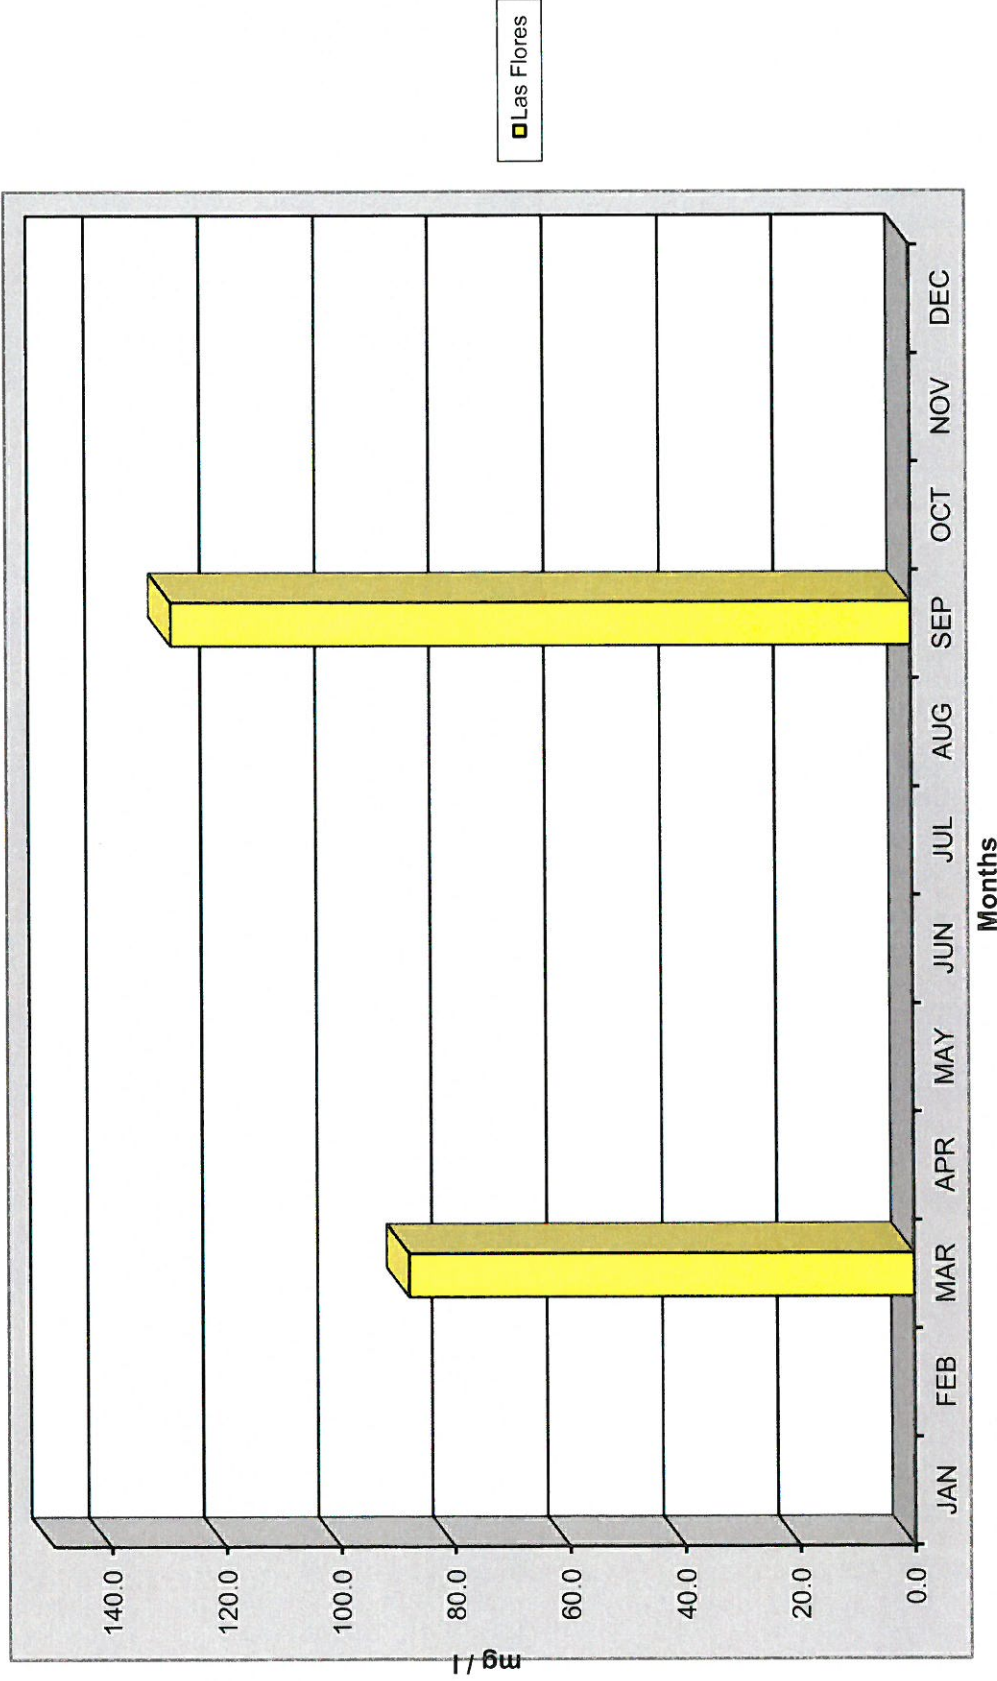 mg / l
140.0
120.0
100.0
80.0
60.0
40.0
20.0
0.0
JAN FEB MAR APR MAY JUN JUL AUG SEP OCT NOV DEC
Months
Las Flores